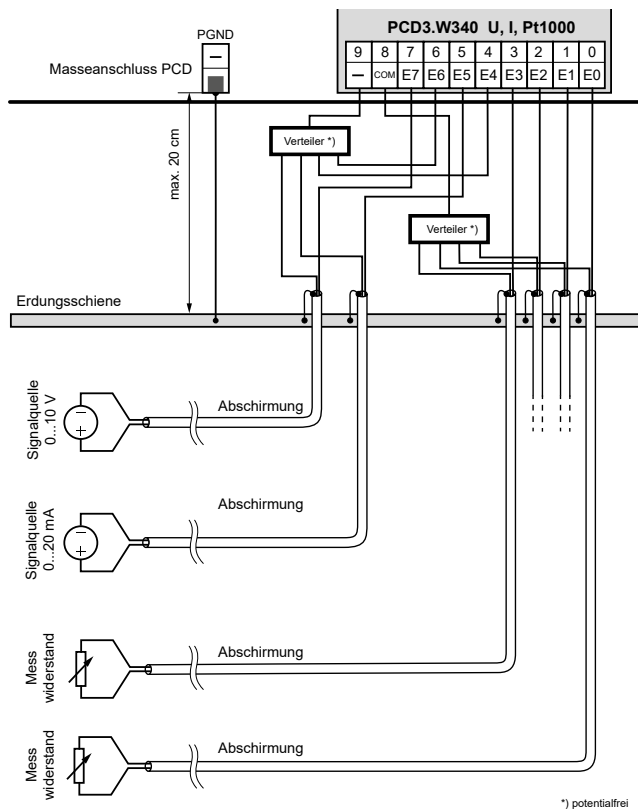 PGND
–
Masseanschluss PCD
PCD3.W340 U, I, Pt1000
9 8 7 6 5 4 3 2 1 0
– COM E7 E6 E5 E4 E3 E2 E1 E0
max. 20 cm
Verteiler *)
Verteiler *)
Erdungsschiene
Signalquelle
0...10 V
–
+
Abschirmung
Signalquelle
0...20 mA
–
+
Abschirmung
Mess
widerstand
Abschirmung
Mess
widerstand
Abschirmung
*) potentialfrei